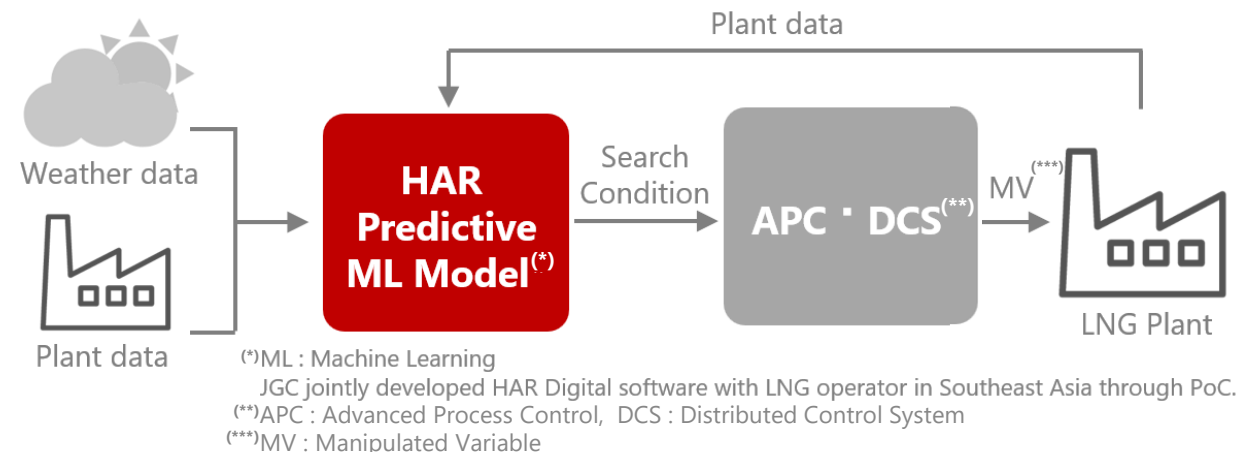 Plant data
Weather data
Plant data
HAR
Predictive
ML Model(*)
Search
Condition
APC・DCS(**)
MV(***)
LNG Plant
(*)ML : Machine Learning
JGC jointly developed HAR Digital software with LNG operator in Southeast Asia through PoC.
(**)APC : Advanced Process Control,  DCS : Distributed Control System
(***)MV : Manipulated Variable